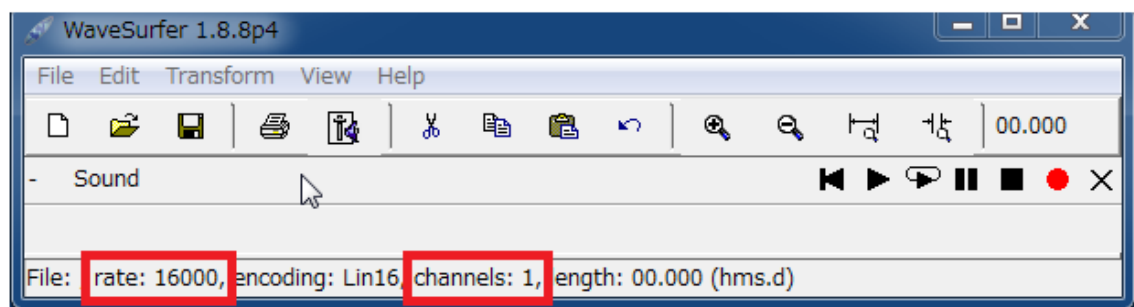 WaveSurfer 1.8.8p4
File Edit Transform View Help
00.000
- Sound
File: rate: 16000, encoding: Lin16, channels: 1, length: 00.000 (hms.d)